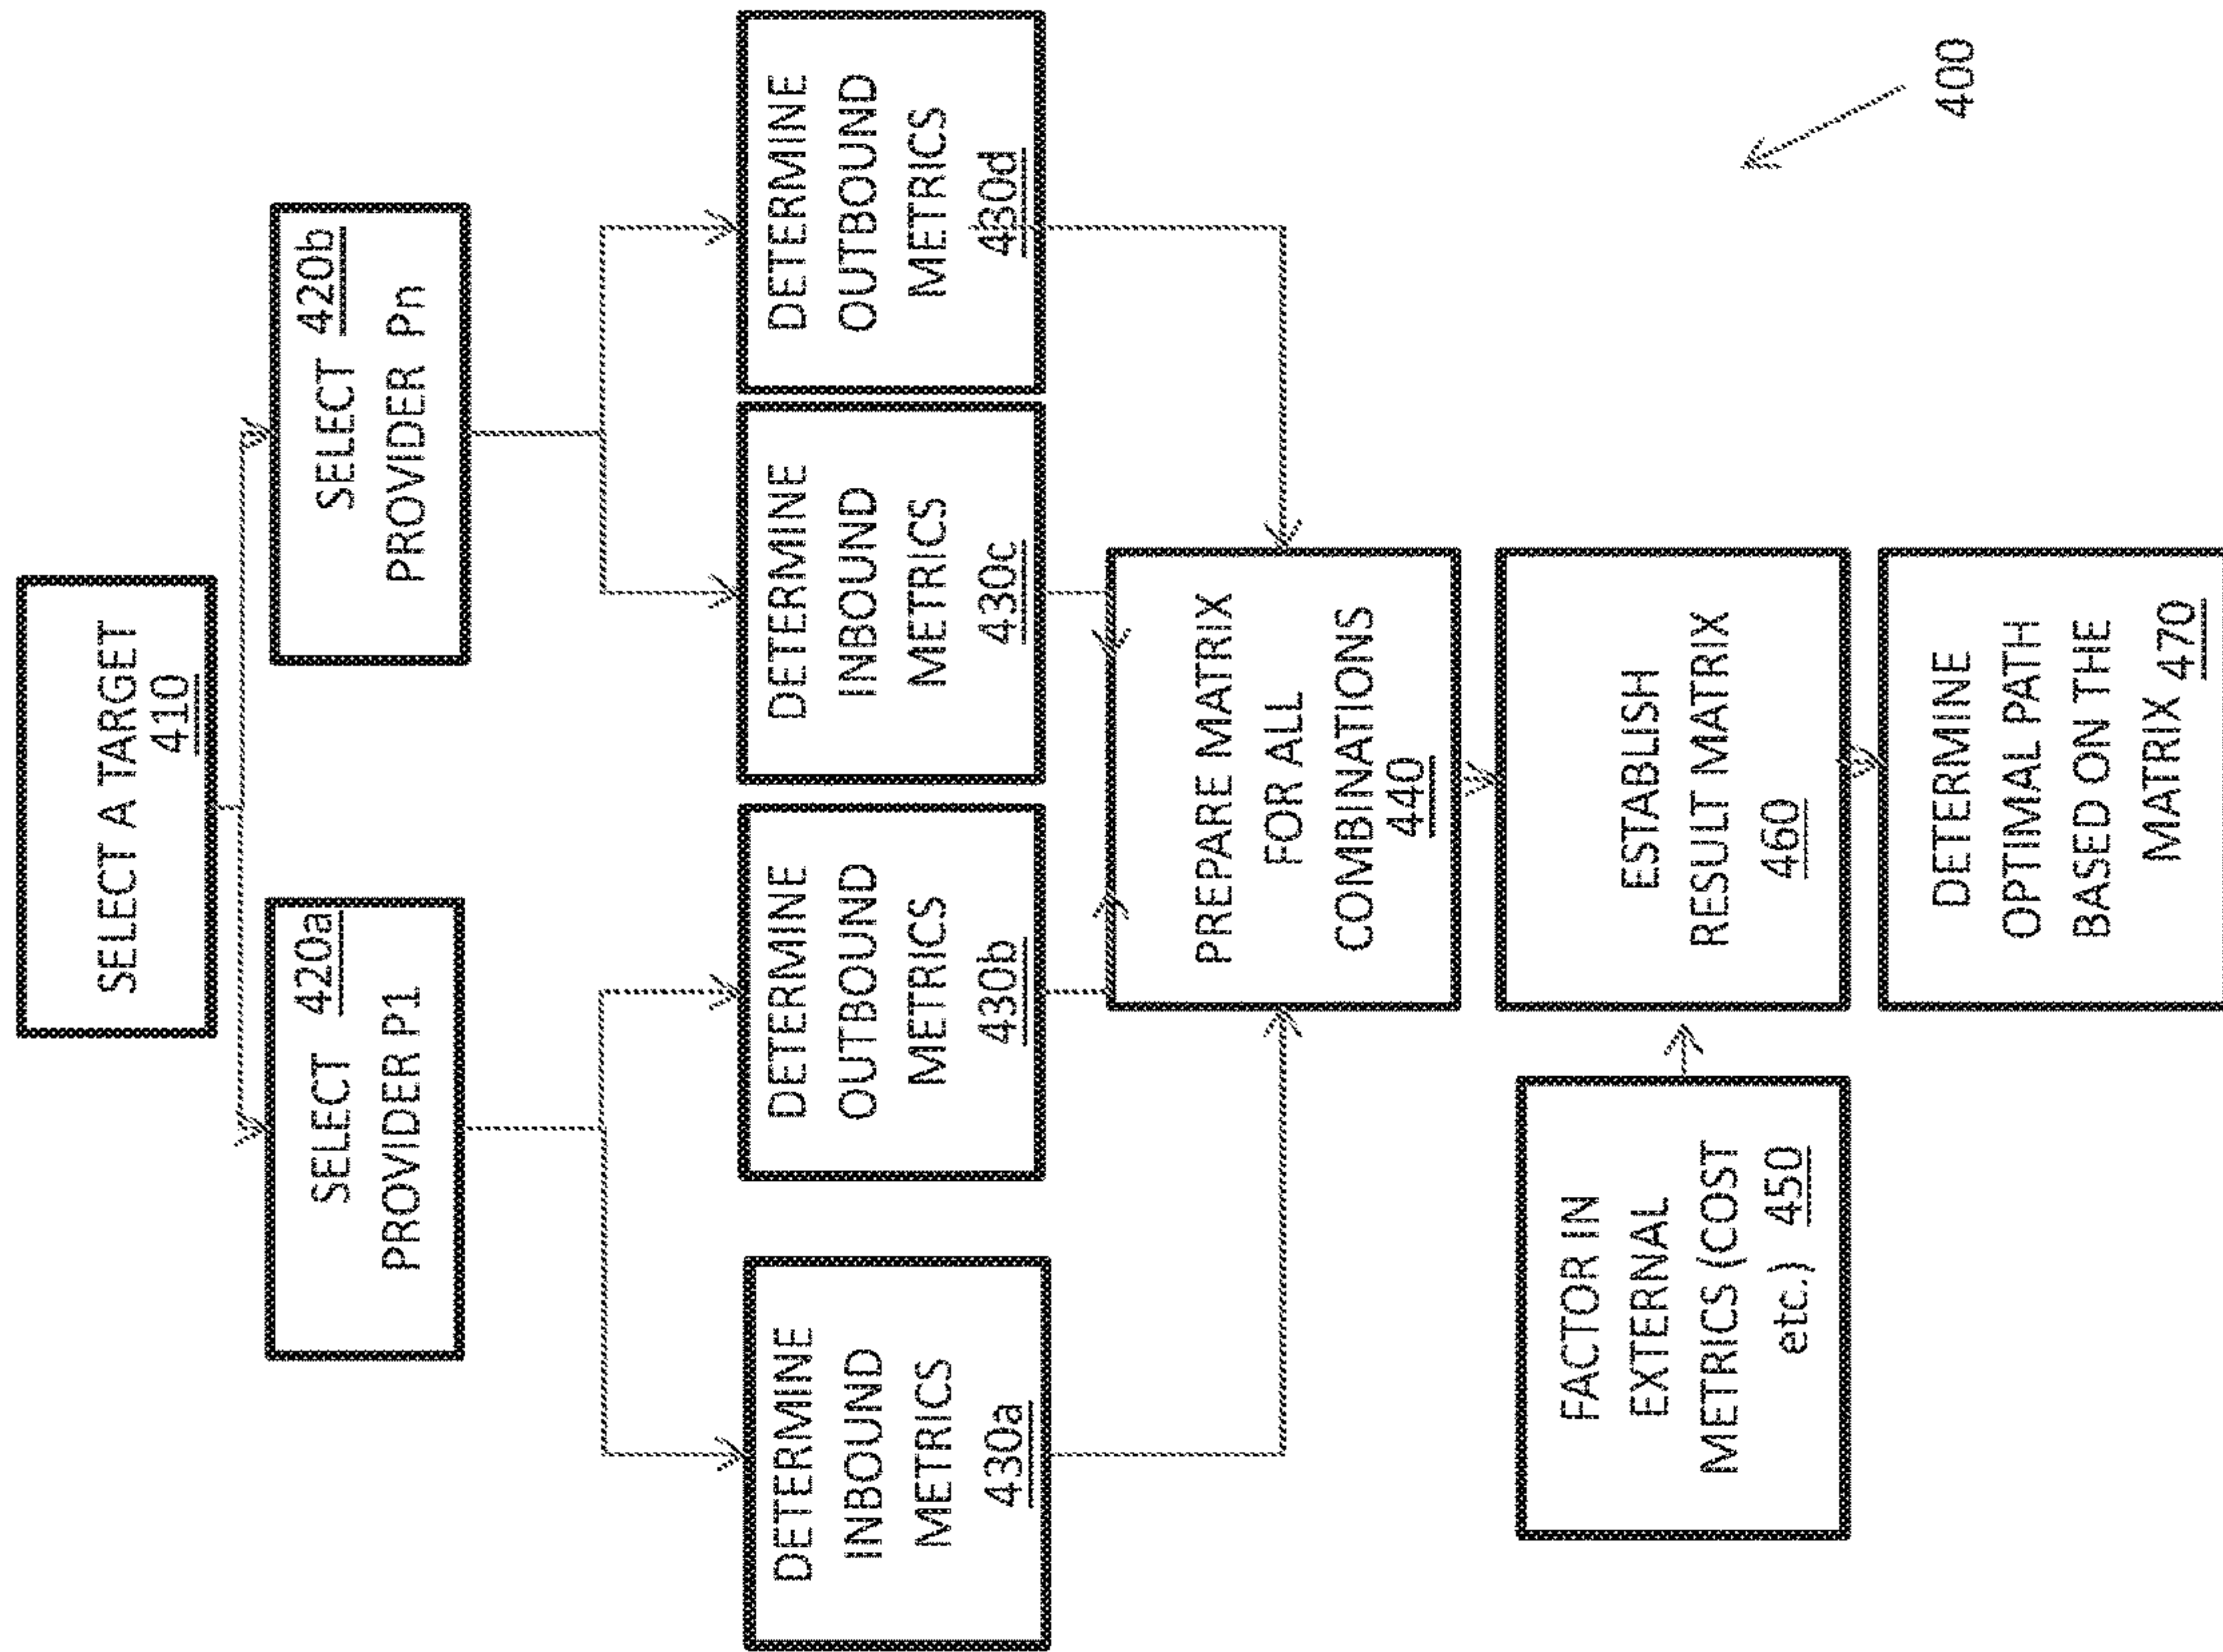 SELECT A TARGET
410
SELECT 420a
PROVIDER P1
SELECT 420b
PROVIDER Pn
DETERMINE
INBOUND
METRICS
430a
DETERMINE
OUTBOUND
METRICS
430b
DETERMINE
INBOUND
METRICS
430c
DETERMINE
OUTBOUND
METRICS
430d
PREPARE MATRIX
FOR ALL
COMBINATIONS
440
FACTOR IN
EXTERNAL
METRICS (COST
etc.) 450
ESTABLISH
RESULT MATRIX
460
DETERMINE
OPTIMAL PATH
BASED ON THE
MATRIX 470
400